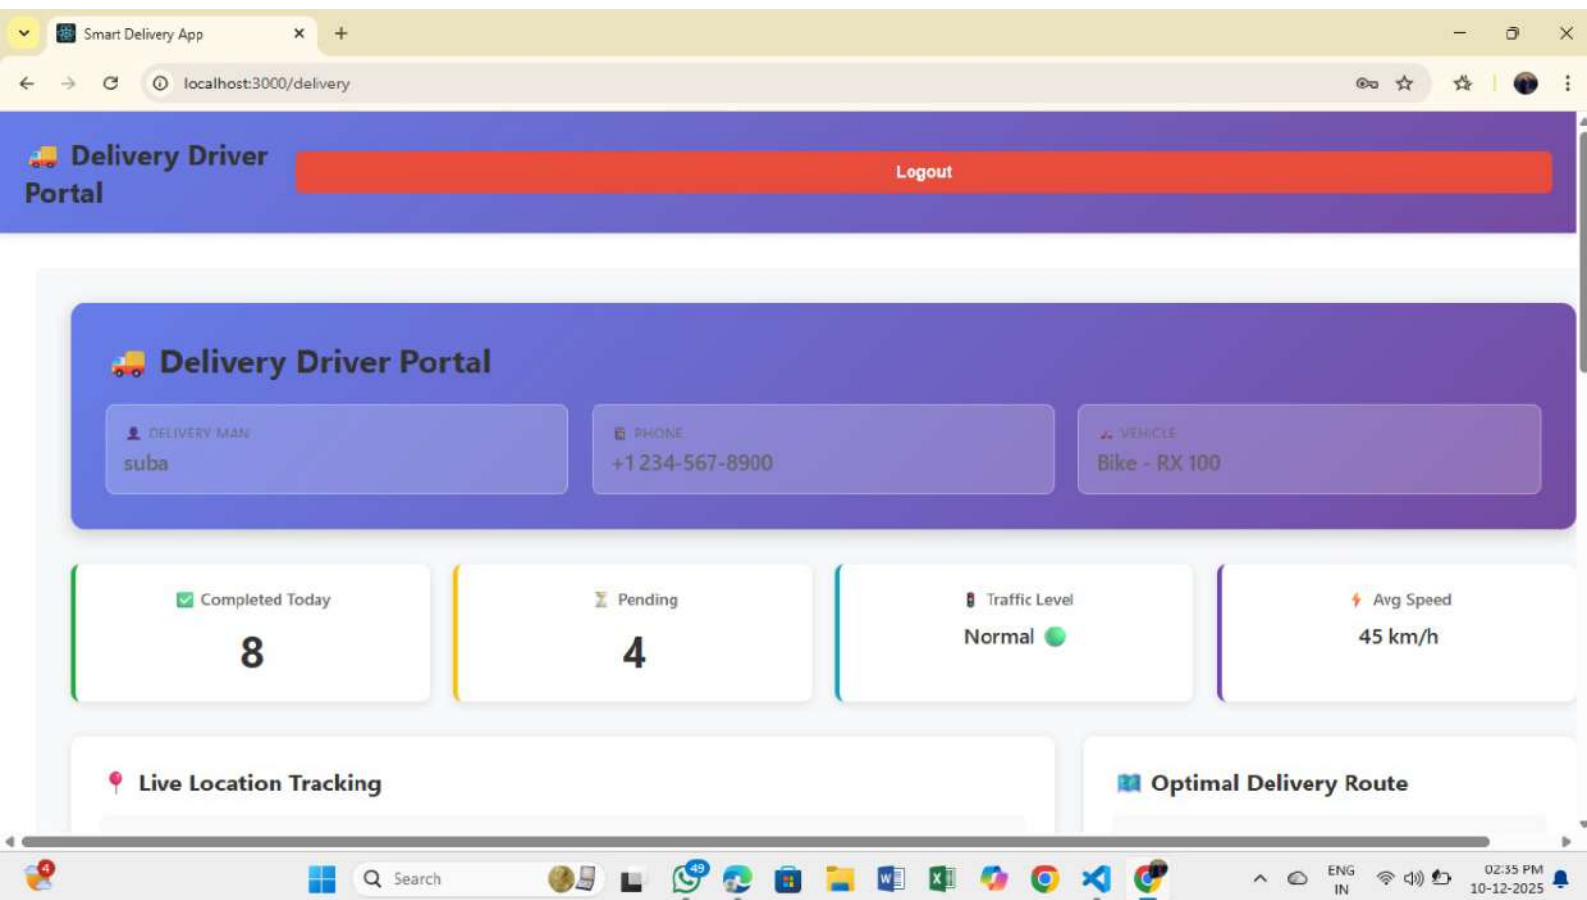 Smart Delivery App
localhost:3000/delivery
🚚 Delivery Driver
Portal
Logout
🚚 Delivery Driver Portal
👤 DELIVERY MAN
suba
📱 PHONE
+1 234-567-8900
VEHICLE
Bike - RX 100
✅ Completed Today
8
⏳ Pending
4
🚦 Traffic Level
Normal 🟢
⚡ Avg Speed
45 km/h
📍 Live Location Tracking
🗺️ Optimal Delivery Route
4
Search
49
ENG
IN
02:35 PM
10-12-2025